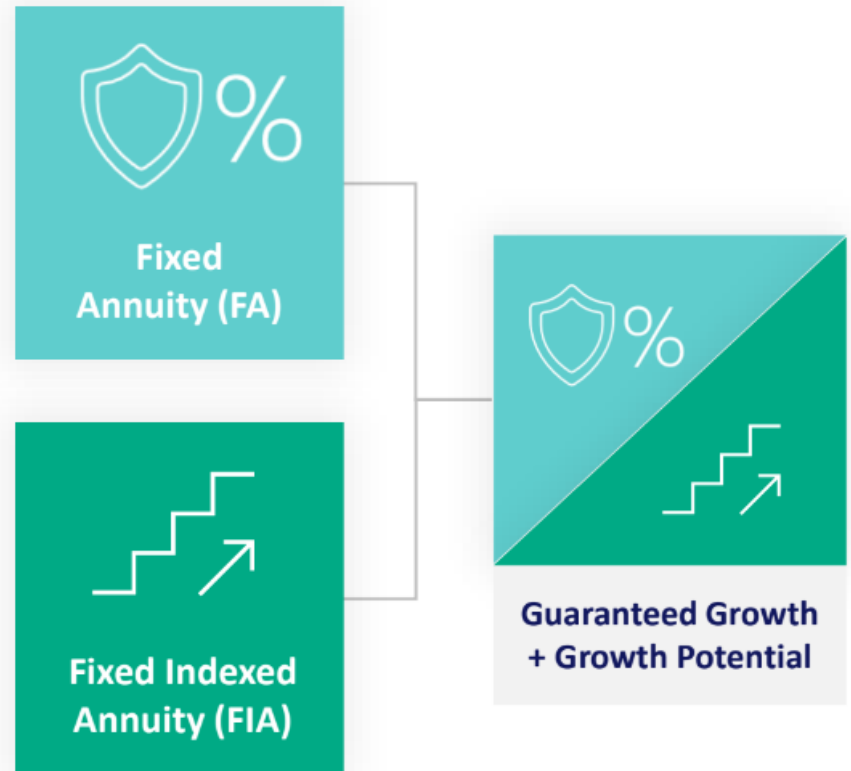 %
Fixed
Annuity (FA)
%
Fixed Indexed
Annuity (FIA)
Guaranteed Growth
+ Growth Potential